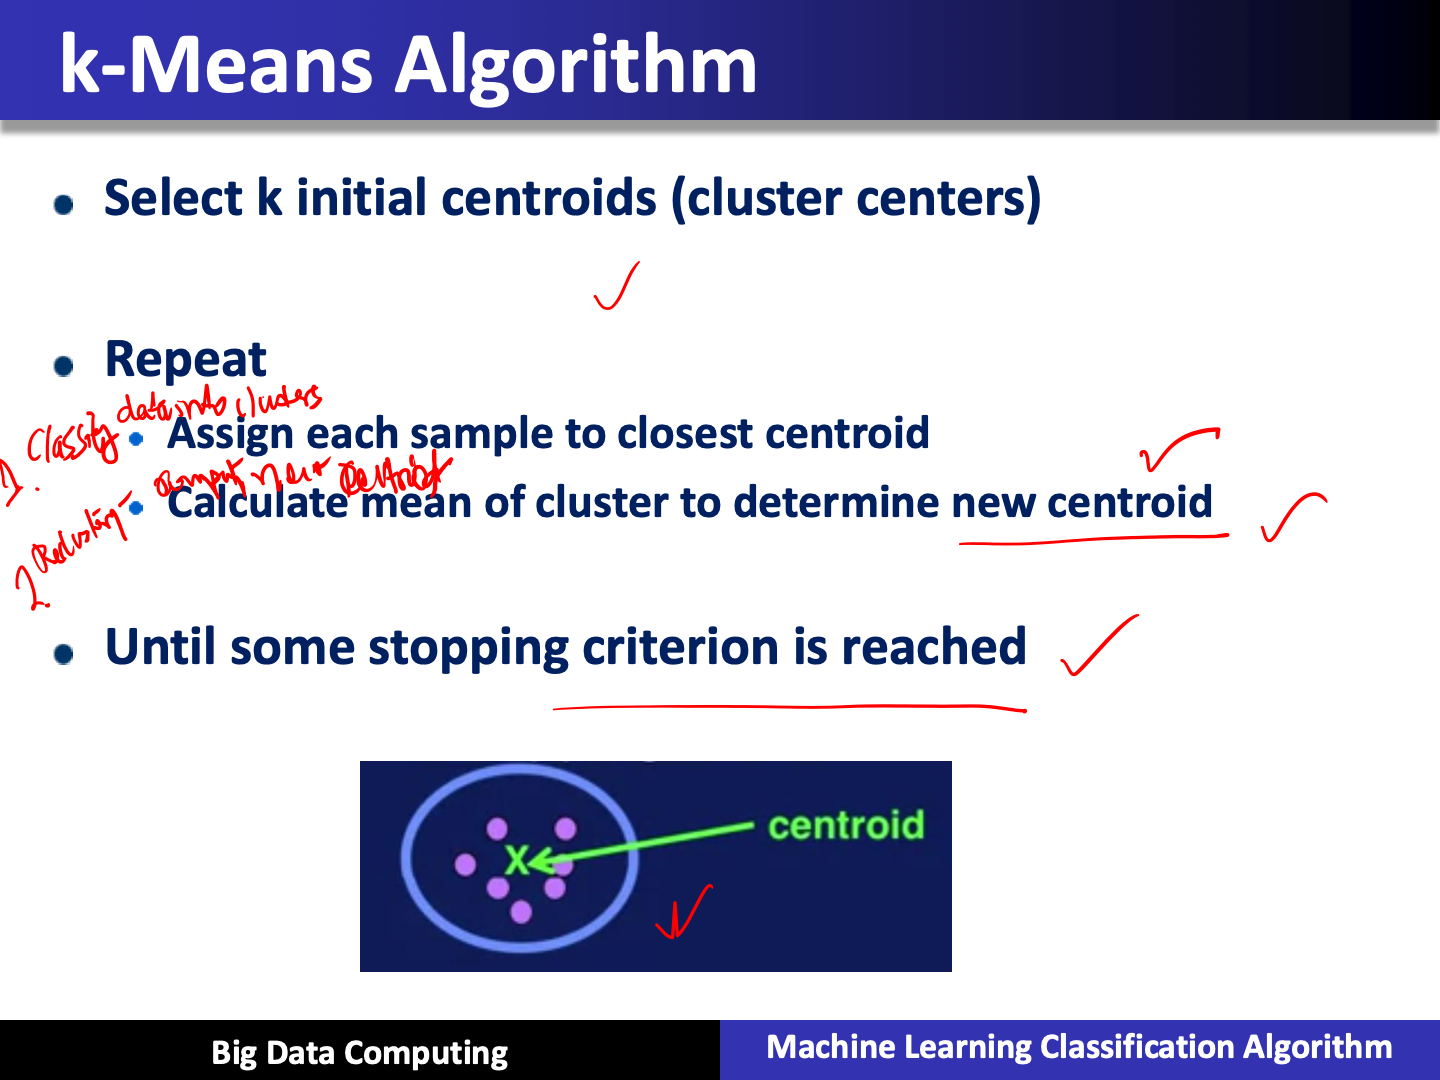 k-Means Algorithm
Select k initial centroids (cluster centers)
Repeat
1. Classify data into clusters
Assign each sample to closest centroid
2. new centroid
Calculate mean of cluster to determine new centroid
Until some stopping criterion is reached
X
centroid
Big Data Computing
Machine Learning Classification Algorithm